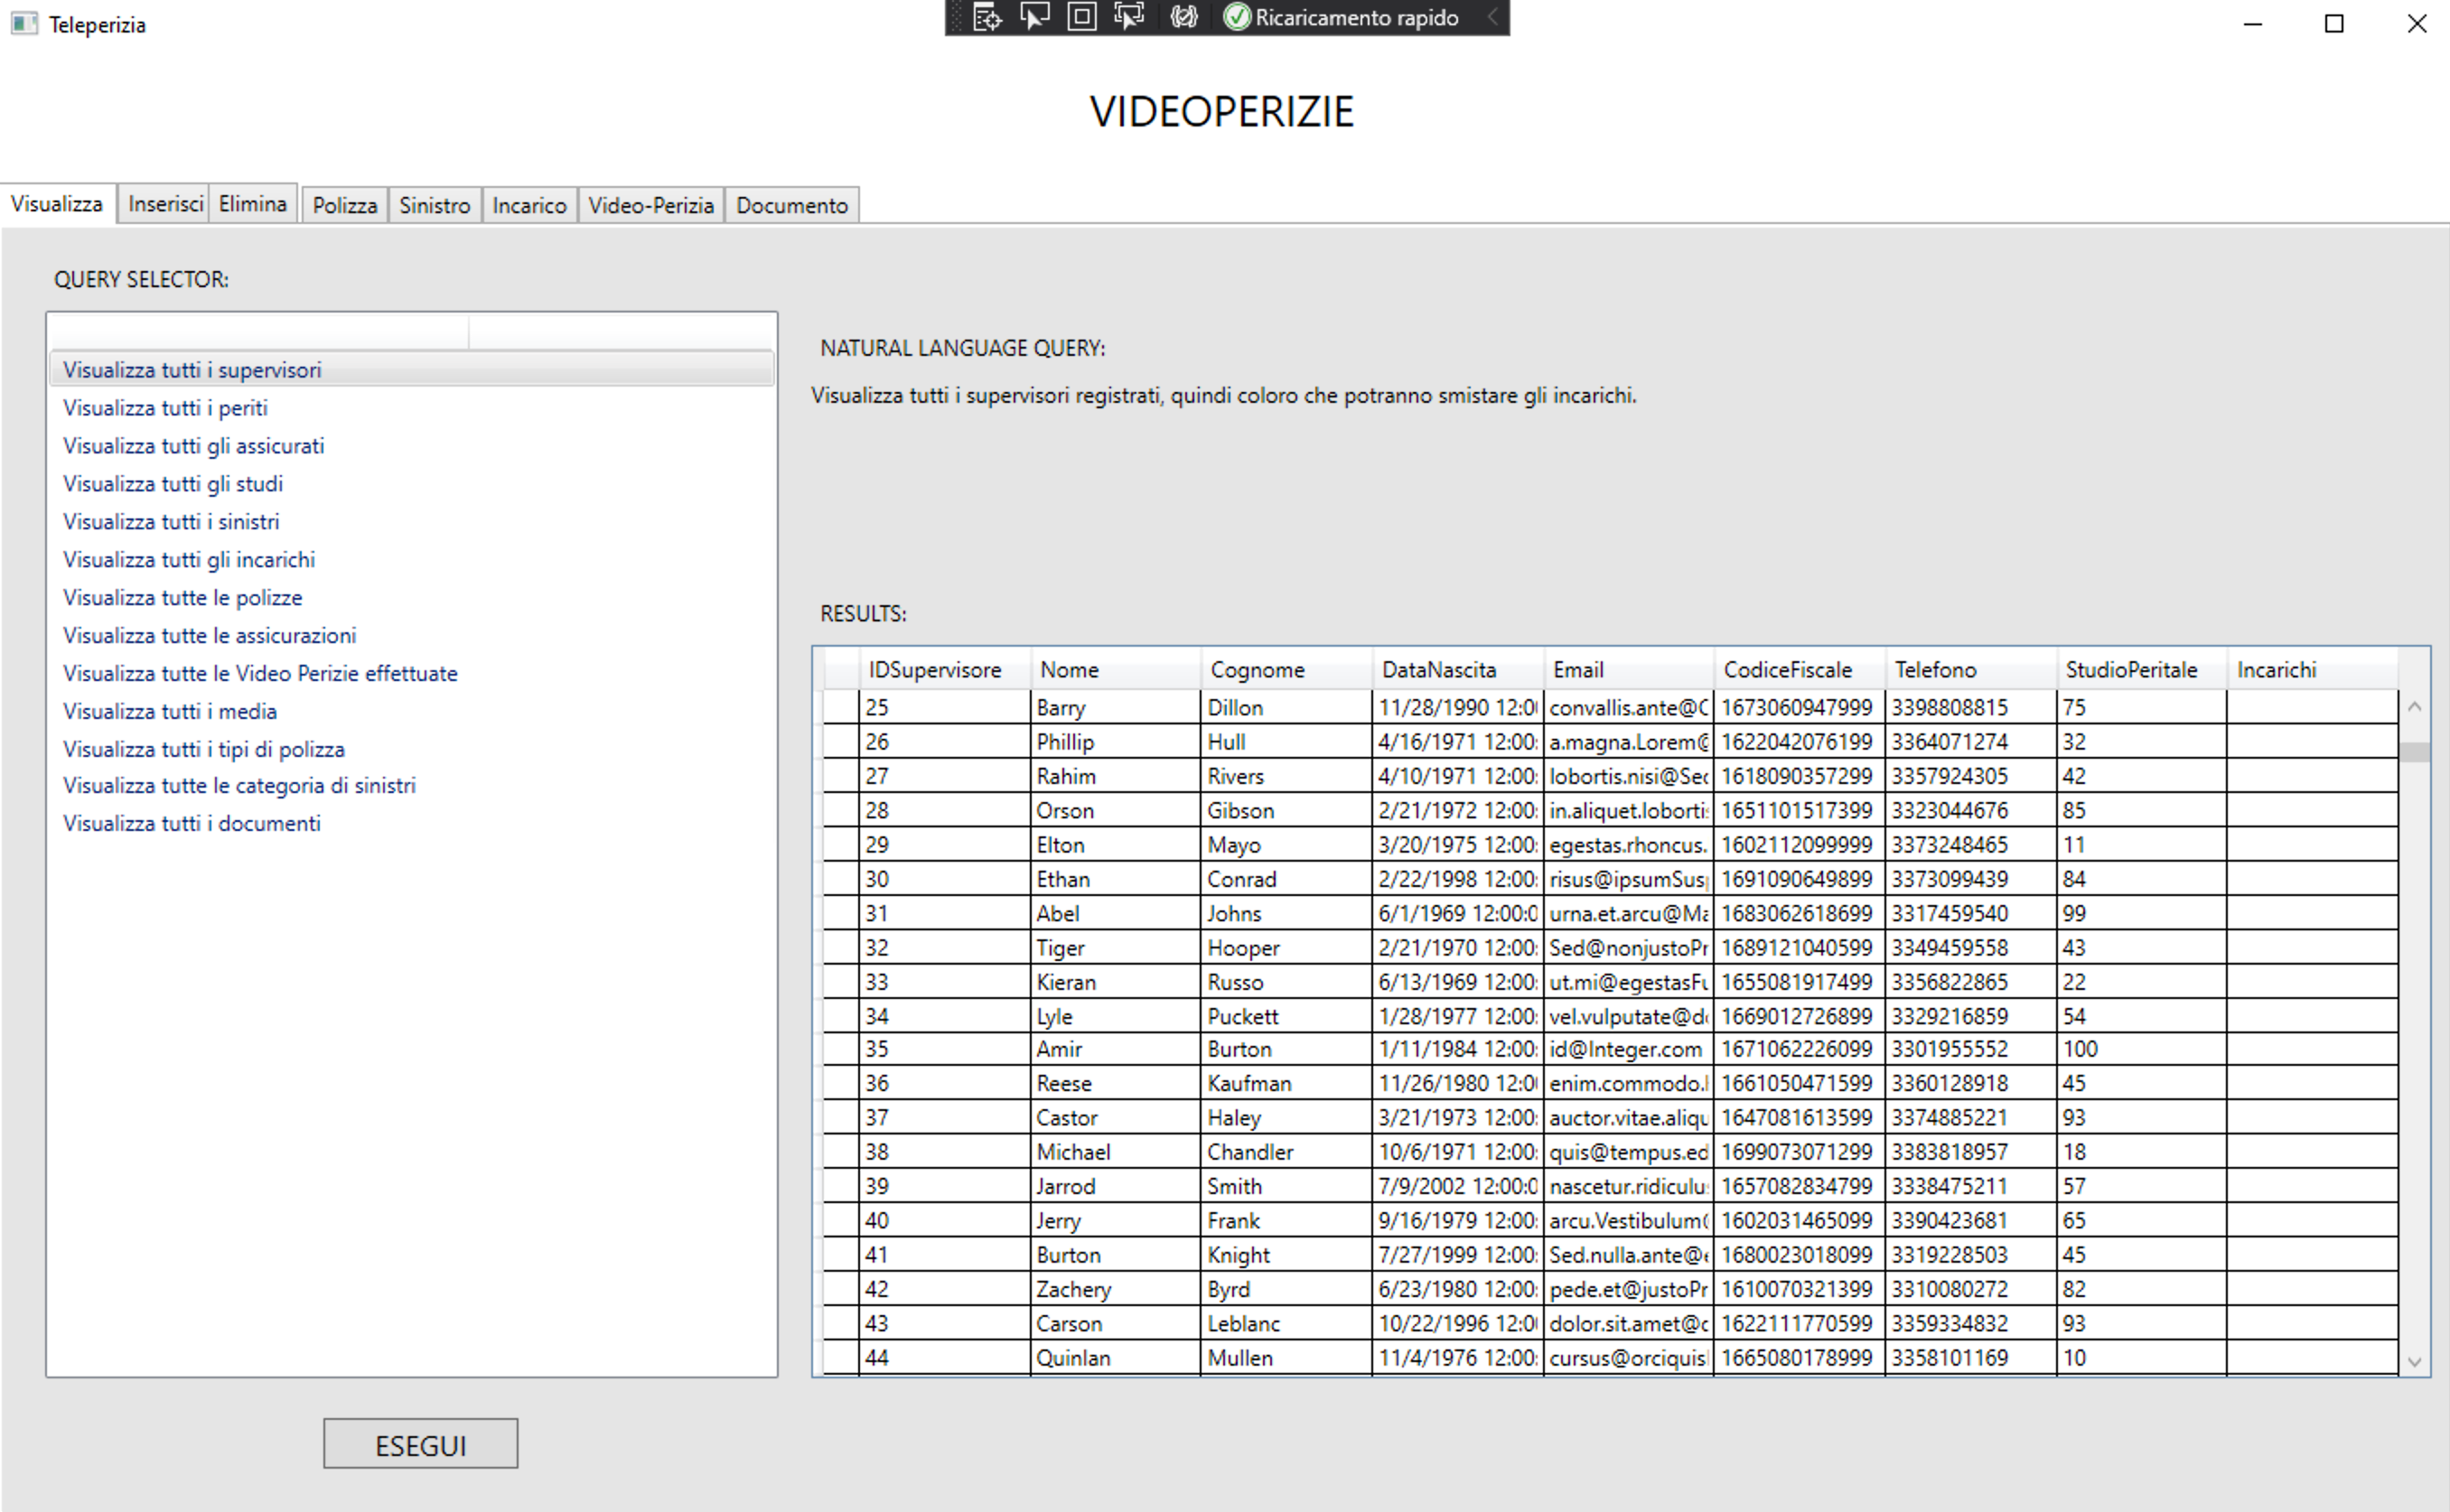 Teleperizia
Ricaricamento rapido
VIDEOPERIZIE
Visualizza Inserisci Elimina Polizza Sinistro Incarico Video-Perizia Documento
QUERY SELECTOR:
Visualizza tutti i supervisori
Visualizza tutti i periti
Visualizza tutti gli assicurati
Visualizza tutti gli studi
Visualizza tutti i sinistri
Visualizza tutti gli incarichi
Visualizza tutte le polizze
Visualizza tutte le assicurazioni
Visualizza tutte le Video Perizie effettuate
Visualizza tutti i media
Visualizza tutti i tipi di polizza
Visualizza tutte le categoria di sinistri
Visualizza tutti i documenti
ESEGUI
NATURAL LANGUAGE QUERY:
Visualizza tutti i supervisori registrati, quindi coloro che potranno smistare gli incarichi.
RESULTS:
IDSupervisore Nome Cognome DataNascita Email CodiceFiscale Telefono StudioPeritale Incarichi
25 Barry Dillon 11/28/1990 12:0 convallis.ante@C 1673060947999 3398808815 75
26 Phillip Hull 4/16/1971 12:00: a.magna.Lorem@ 1622042076199 3364071274 32
27 Rahim Rivers 4/10/1971 12:00: lobortis.nisi@Sec 1618090357299 3357924305 42
28 Orson Gibson 2/21/1972 12:00: in.aliquet.loborti 1651101517399 3323044676 85
29 Elton Mayo 3/20/1975 12:00: egestas.rhoncus. 1602112099999 3373248465 11
30 Ethan Conrad 2/22/1998 12:00: risus@ipsumSus 1691090649899 3373099439 84
31 Abel Johns 6/1/1969 12:00:0 urna.et.arcu@Ma 1683062618699 3317459540 99
32 Tiger Hooper 2/21/1970 12:00: Sed@nonjustoPr 1689121040599 3349459558 43
33 Kieran Russo 6/13/1969 12:00: ut.mi@egestasFu 1655081917499 3356822865 22
34 Lyle Puckett 1/28/1977 12:00: vel.vulputate@d 1669012726899 3329216859 54
35 Amir Burton 1/11/1984 12:00: id@Integer.com 1671062226099 3301955552 100
36 Reese Kaufman 11/26/1980 12:0 enim.commodo. 1661050471599 3360128918 45
37 Castor Haley 3/21/1973 12:00: auctor.vitae.aliqu 1647081613599 3374885221 93
38 Michael Chandler 10/6/1971 12:00: quis@tempus.ed 1699073071299 3383818957 18
39 Jarrod Smith 7/9/2002 12:00:0 nascetur.ridiculu 1657082834799 3338475211 57
40 Jerry Frank 9/16/1979 12:00: arcu.Vestibulum 1602031465099 3390423681 65
41 Burton Knight 7/27/1999 12:00: Sed.nulla.ante@ 1680023018099 3319228503 45
42 Zachery Byrd 6/23/1980 12:00: pede.et@justoPr 1610070321399 3310080272 82
43 Carson Leblanc 10/22/1996 12:0 dolor.sit.amet@c 1622111770599 3359334832 93
44 Quinlan Mullen 11/4/1976 12:00: cursus@orciquis 1665080178999 3358101169 10